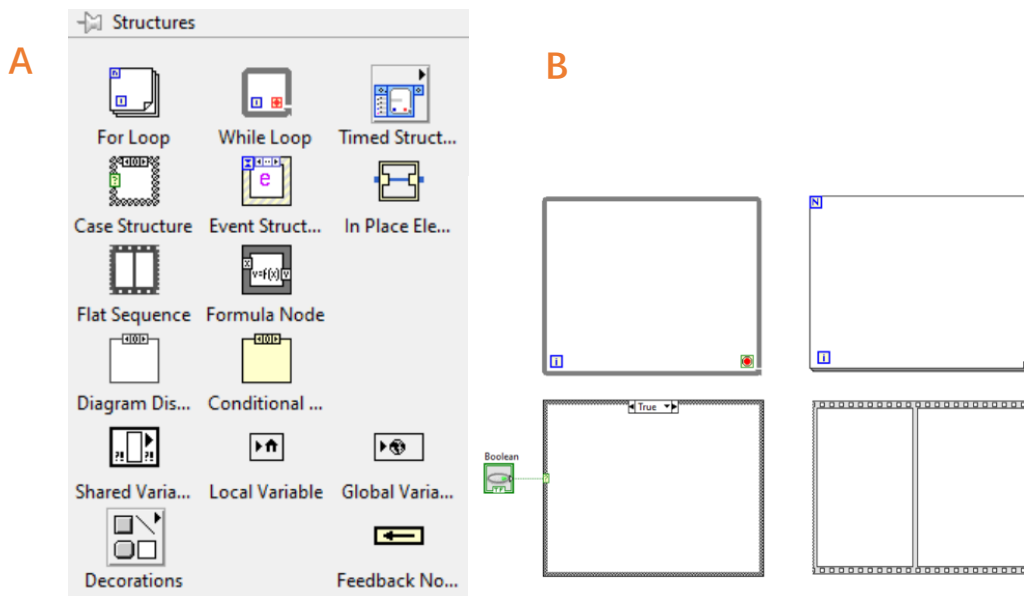 A
B
Structures
For Loop
While Loop
Timed Struct...
Case Structure
Event Struct...
In Place Ele...
Flat Sequence
Formula Node
Diagram Dis...
Conditional ...
Shared Varia...
Local Variable
Global Varia...
Decorations
Feedback No...
N
i
i
True
Boolean
TF
?